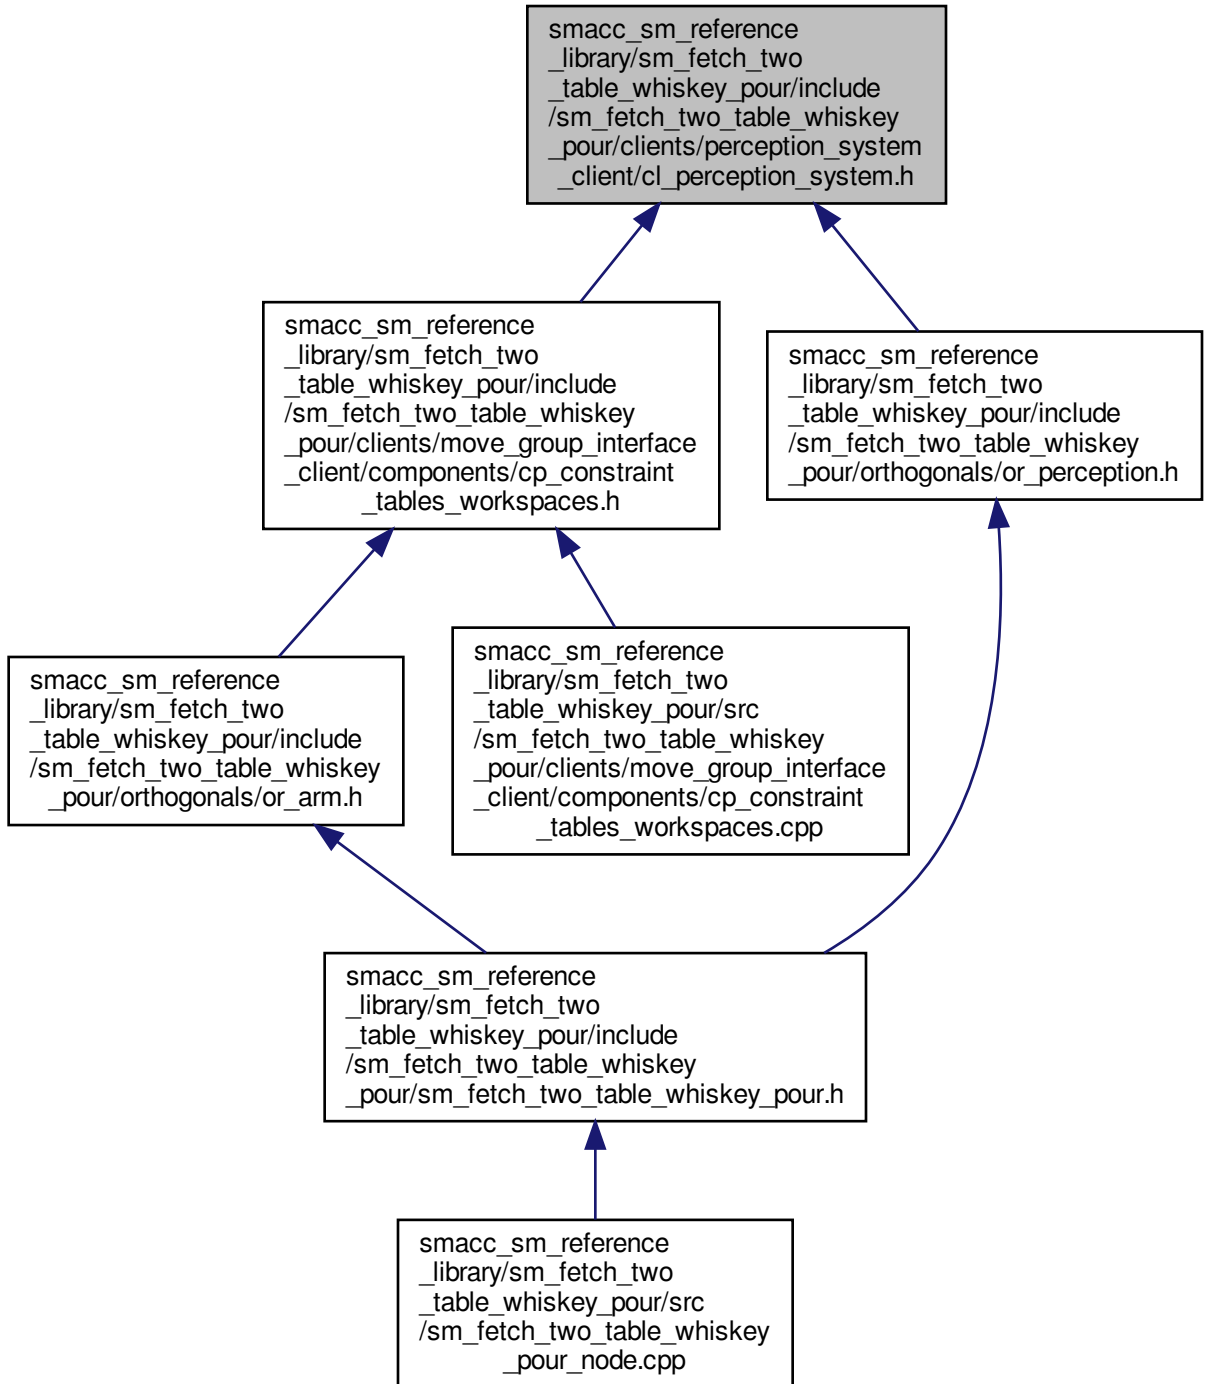 smacc_sm_reference
_library/sm_fetch_two
_table_whiskey_pour/include
/sm_fetch_two_table_whiskey
_pour/clients/perception_system
_client/cl_perception_system.h
smacc_sm_reference
_library/sm_fetch_two
_table_whiskey_pour/include
/sm_fetch_two_table_whiskey
_pour/clients/move_group_interface
_client/components/cp_constraint
_tables_workspaces.h
smacc_sm_reference
_library/sm_fetch_two
_table_whiskey_pour/include
/sm_fetch_two_table_whiskey
_pour/orthogonals/or_perception.h
smacc_sm_reference
_library/sm_fetch_two
_table_whiskey_pour/include
/sm_fetch_two_table_whiskey
_pour/orthogonals/or_arm.h
smacc_sm_reference
_library/sm_fetch_two
_table_whiskey_pour/src
/sm_fetch_two_table_whiskey
_pour/clients/move_group_interface
_client/components/cp_constraint
_tables_workspaces.cpp
smacc_sm_reference
_library/sm_fetch_two
_table_whiskey_pour/include
/sm_fetch_two_table_whiskey
_pour/sm_fetch_two_table_whiskey_pour.h
smacc_sm_reference
_library/sm_fetch_two
_table_whiskey_pour/src
/sm_fetch_two_table_whiskey
_pour_node.cpp